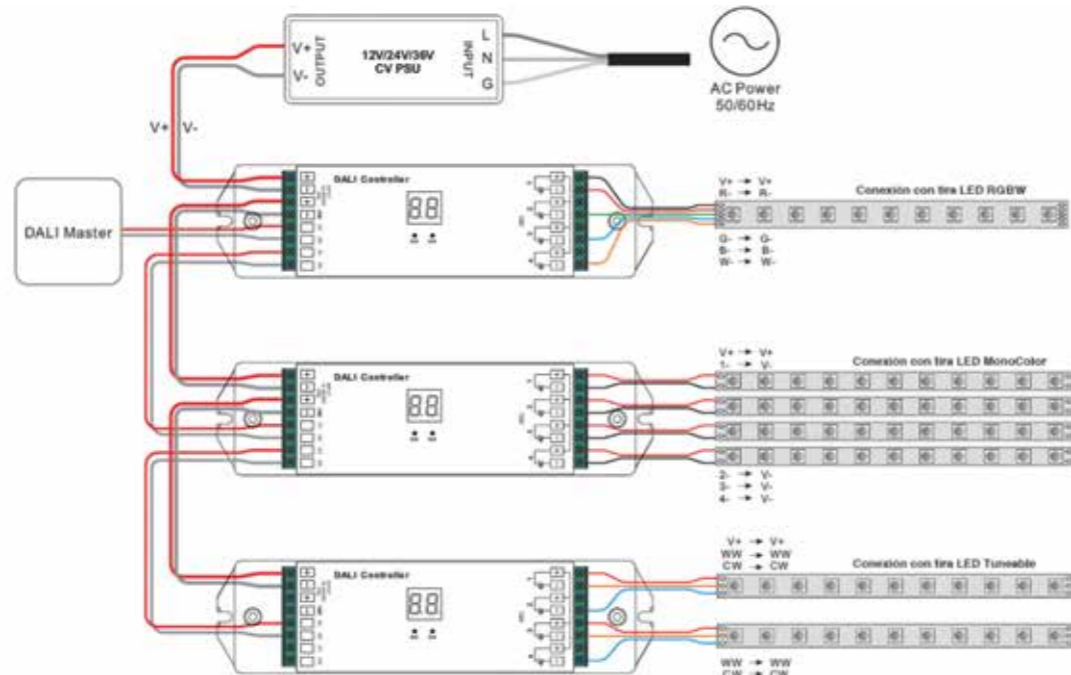 V+
V-
OUTPUT
12V/24V/36V
CV PSU
INPUT
L
N
G
AC Power
50/60Hz
V+ V-
DALI Master
DALI Controller
V+ → V+
R- → R-
Conexión con tira LED RGBW
G- → G-
B- → B-
W- → W-
DALI Controller
V+ → V+
1- → V-
Conexión con tira LED MonoColor
2- → V-
3- → V-
4- → V-
DALI Controller
V+ → V+
WW → WW
CW → CW
Conexión con tira LED Tuneable
WW → WW
CW → CW